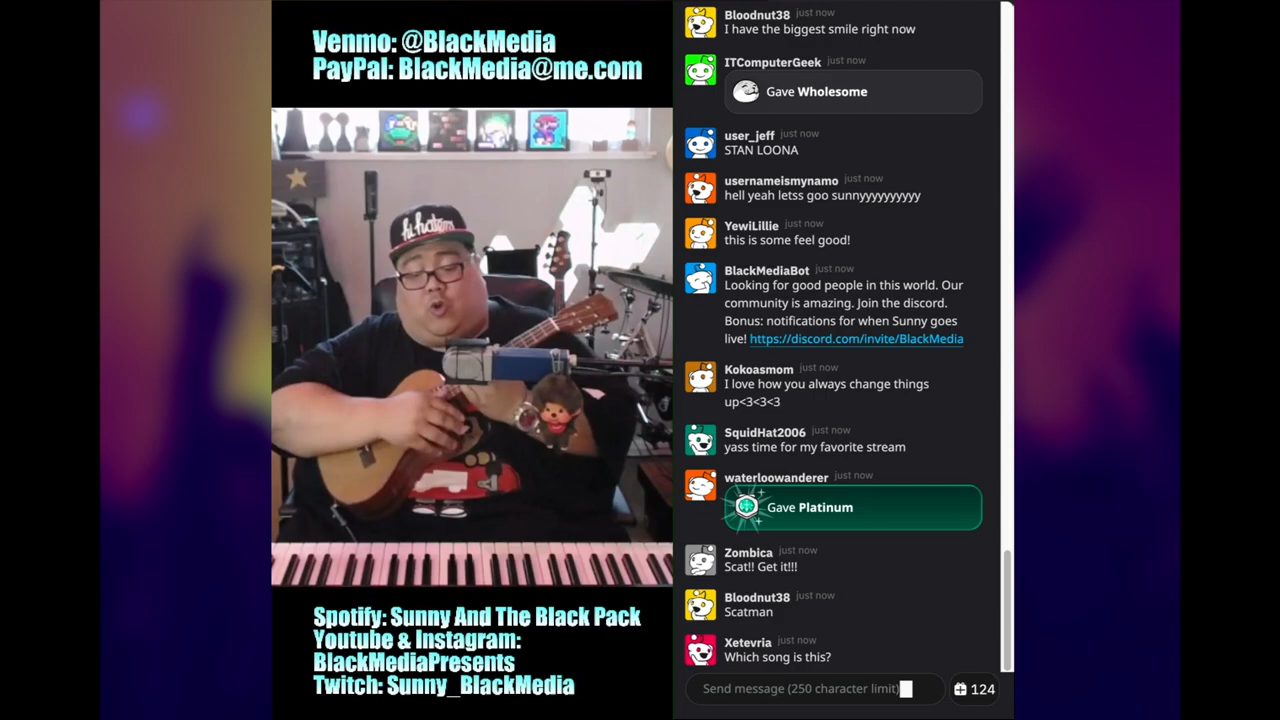 Venmo: @BlackMedia
PayPal: BlackMedia@me.com
hi haters
Spotify: Sunny And The Black Pack
Youtube & Instagram:
BlackMediaPresents
Twitch: Sunny_BlackMedia
Bloodnut38 just now
I have the biggest smile right now
ITComputerGeek just now
Gave Wholesome
user_jeff just now
STAN LOONA
usernameismynamo just now
hell yeah letss goo sunnyyyyyyyyyy
YewiLillie just now
this is some feel good!
BlackMediaBot just now
Looking for good people in this world. Our
community is amazing. Join the discord.
Bonus: notifications for when Sunny goes
live! https://discord.com/invite/BlackMedia
Kokoasmom just now
I love how you always change things
up<3<3<3
SquidHat2006 just now
yass time for my favorite stream
waterloowanderer just now
Gave Platinum
Zombica just now
Scat!! Get it!!!
Bloodnut38 just now
Scatman
Xetevria just now
Which song is this?
Send message (250 character limit)
124